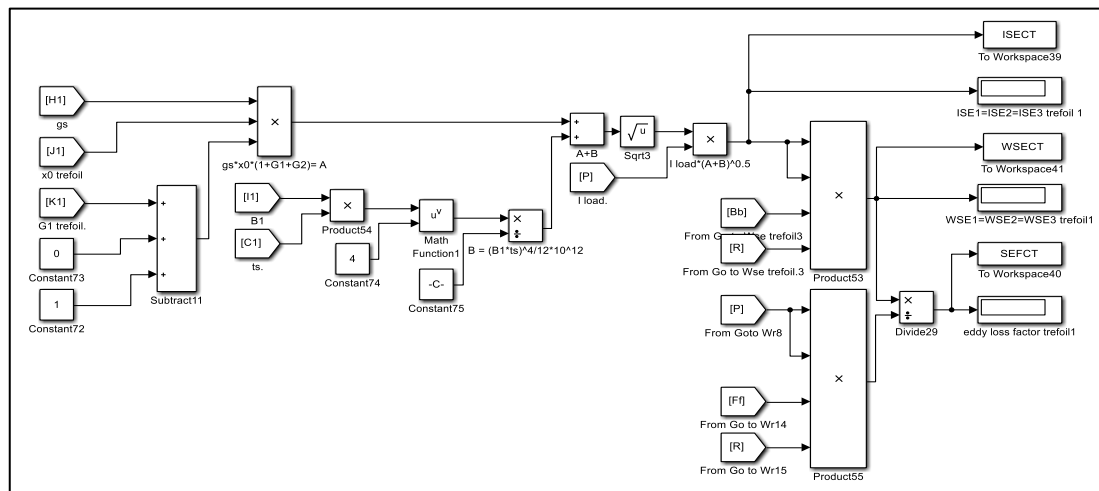 ISECT
To Workspace39
[H1]
gs
ISE1=ISE2=ISE3 trefoil 1
[J1]
x0 trefoil
×
gs*x0*(1+G1+G2)= A
+
+
A+B
√u
Sqrt3
×
I load*(A+B)^0.5
WSECT
To Workspace41
[P]
I load.
[K1]
G1 trefoil.
[I1]
B1
×
Product54
u^v
Math
Function1
×
÷
B = (B1*ts)^4/12*10^12
WSE1=WSE2=WSE3 trefoil1
[Bb]
From Go to Wse trefoil3
×
Product53
0
Constant73
+
+
+
Subtract11
[C1]
ts.
4
Constant74
-C-
Constant75
[R]
From Go to Wse trefoil.3
SEFCT
To Workspace40
1
Constant72
[P]
From Goto Wr8
×
÷
Divide29
eddy loss factor trefoil1
×
[Ff]
From Go to Wr14
[R]
From Go to Wr15
Product55